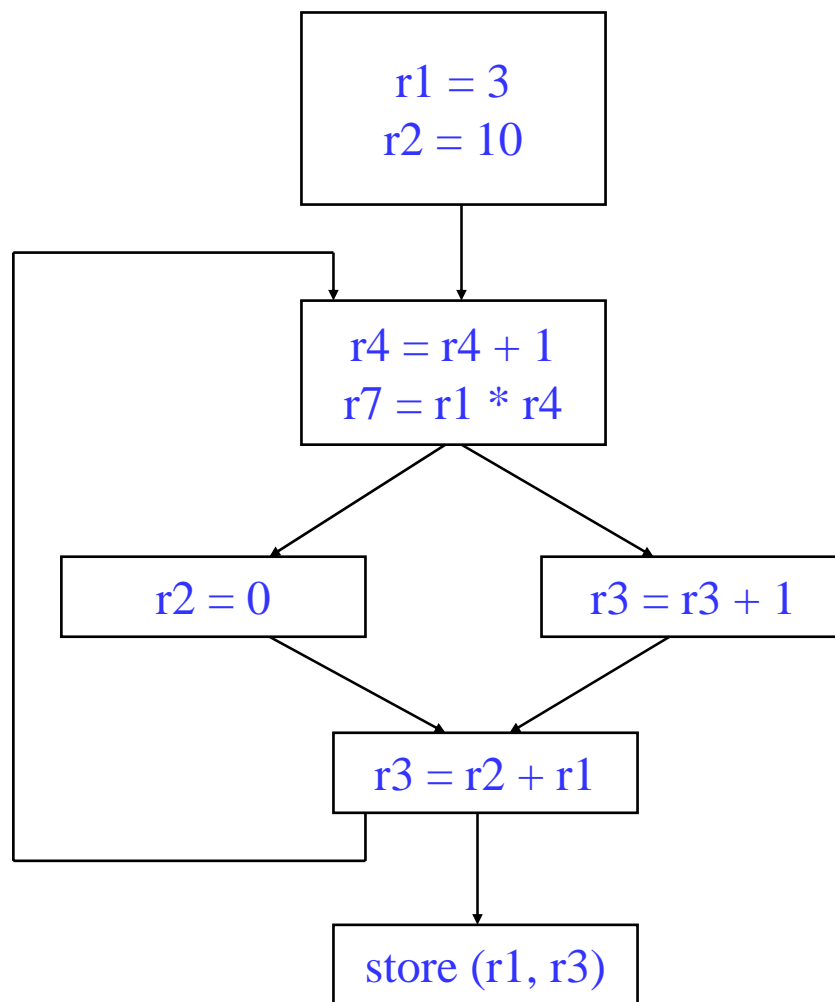 r1 = 3
r2 = 10
r4 = r4 + 1
r7 = r1 * r4
r2 = 0
r3 = r3 + 1
r3 = r2 + r1
store (r1, r3)